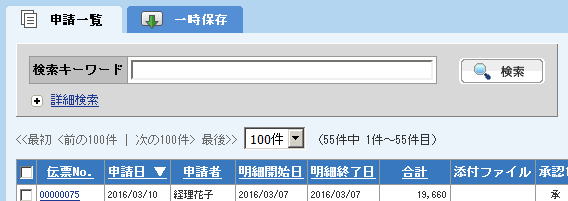 申請一覧 一時保存
検索キーワード 検索
詳細検索
<<最初 <前の100件 | 次の100件> 最後>> 100件 (55件中 1件~55件目)
伝票No. 申請日▼ 申請者 明細開始日 明細終了日 合計 添付ファイル
00000075 2016/03/10 経理花子 2016/03/07 2016/03/07 19,660 承